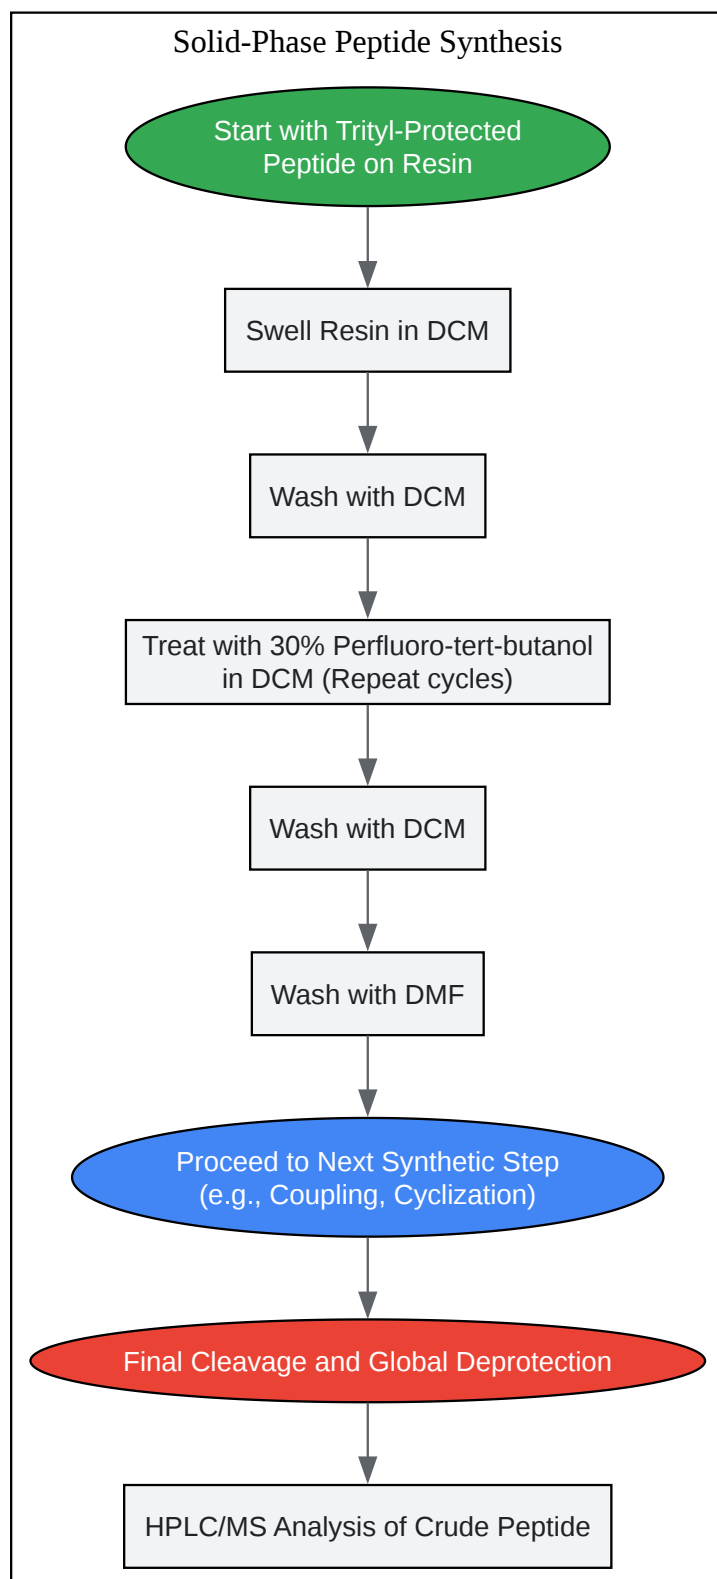 Solid-Phase Peptide Synthesis
Start with Trityl-Protected
Peptide on Resin
Swell Resin in DCM
Wash with DCM
Treat with 30% Perfluoro-tert-butanol
in DCM (Repeat cycles)
Wash with DCM
Wash with DMF
Proceed to Next Synthetic Step
(e.g., Coupling, Cyclization)
Final Cleavage and Global Deprotection
HPLC/MS Analysis of Crude Peptide